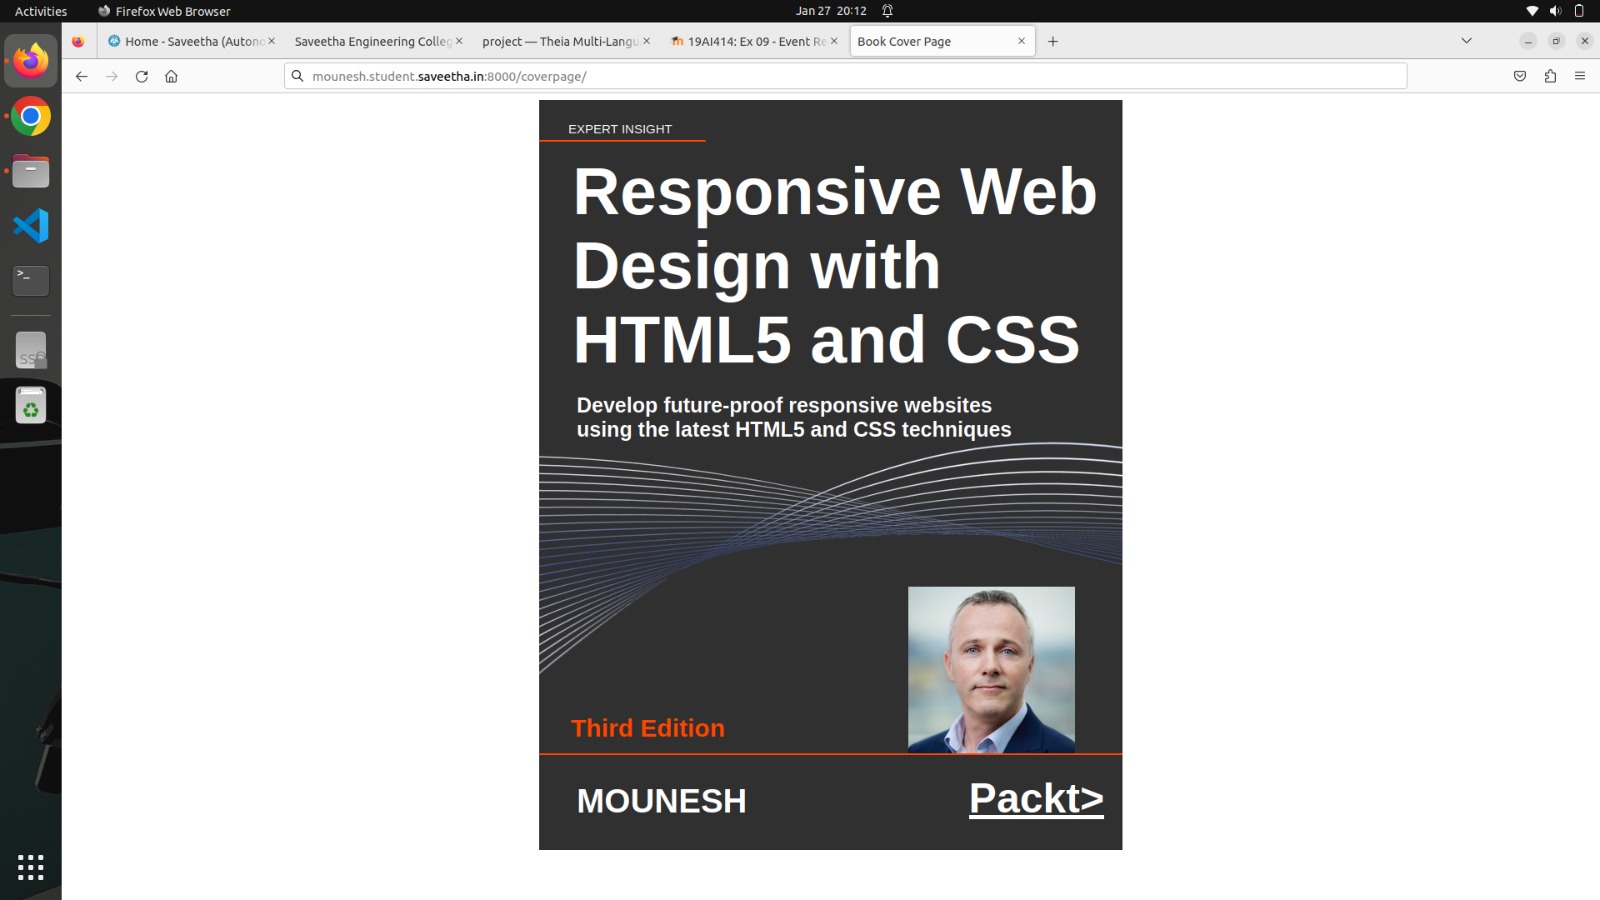 Activities
Firefox Web Browser
Jan 27 20:12
Home - Saveetha (Auton
Saveetha Engineering Colleg
project — Theia Multi-Langu
19AI414: Ex 09 - Event Re
Book Cover Page
mounesh.student.saveetha.in:8000/coverpage/
EXPERT INSIGHT
Responsive Web
Design with
HTML5 and CSS
Develop future-proof responsive websites
using the latest HTML5 and CSS techniques
Third Edition
MOUNESH
Packt>